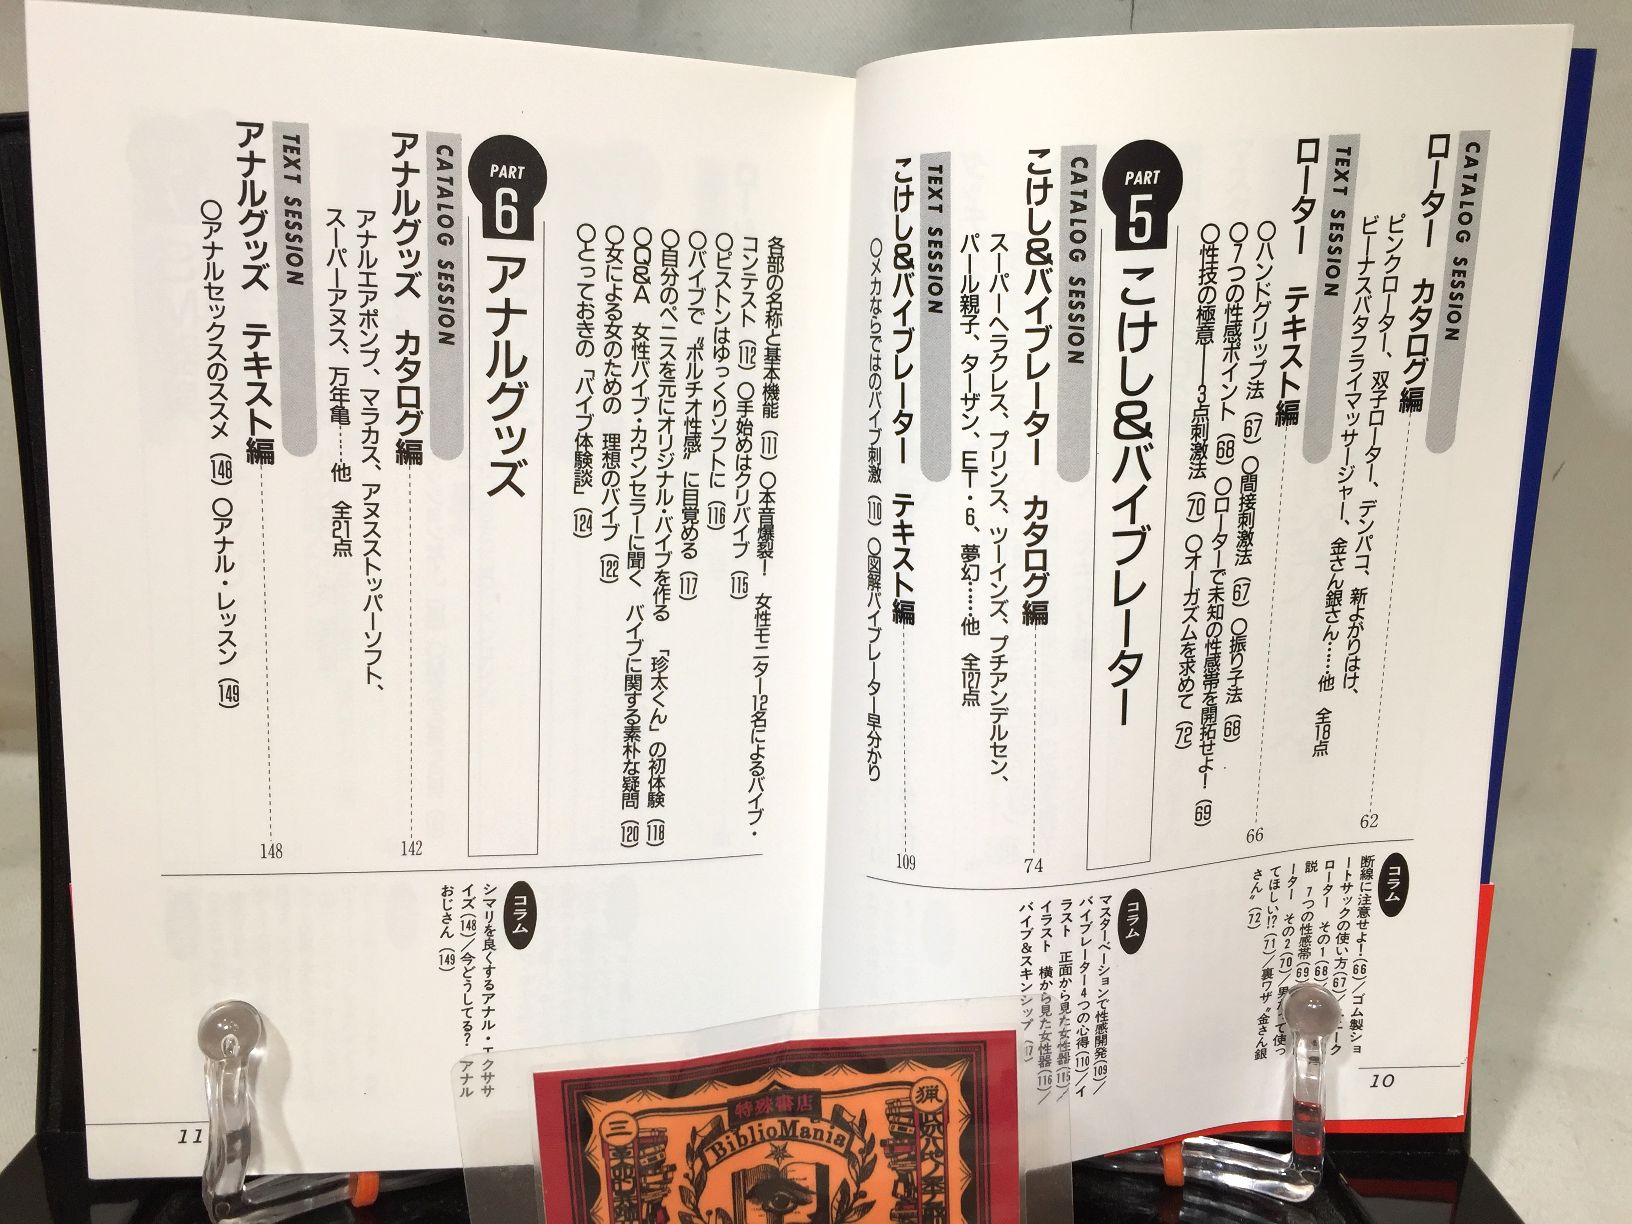 CATALOG SESSION
ローター カタログ編 62
ピンクローター、双子ローター、デンパコ、新よがりはけ、
ビーナスバタフライマッサージャー、金さん銀さん……他 全18点
TEXT SESSION
ローター テキスト編 66
○ハンドグリップ法(67)○間接刺激法(67)○振り子法(68)
○7つの性感ポイント(68)○ローターで未知の性感帯を開拓せよ!(69)
○性技の極意――3点刺激法(70)○オーガズムを求めて(72)
PART 5 こけし&バイブレーター
CATALOG SESSION
こけし&バイブレーター カタログ編 74
スーパーヘラクレス、プリンス、ツーインズ、プチアンデルセン、
パール親子、ターザン、ET・6、夢幻……他 全127点
TEXT SESSION
こけし&バイブレーター テキスト編 109
○メカならではのバイブ刺激(110)○図解バイブレーター早分かり
コラム
断線に注意せよ!(66)/ゴム製ショ
ートサックの使い方(67)/
ローター その1(68)
説 7つの性感帯(69)
ーター その2(70)/男だって使っ
てほしい!?(71)/裏ワザ“金さん銀
さん”(72)
コラム
マスターベーションで性感開発(109)/
バイブレーター4つの心得(110)/イ
ラスト 正面から見た女性器(115)/
イラスト 横から見た女性器(116)/
バイブ&スキンシップ
10
各部の名称と基本機能(111)○本音爆裂! 女性モニター12名によるバイブ・
コンテスト(112)○手始めはクリバイブ(115)
○ピストンはゆっくりソフトに(116)
○バイブで“ポルチオ性感”に目覚める(117)
○自分のペニスを元にオリジナル・バイブを作る 「珍太くん」の初体験(118)
○Q&A 女性バイブ・カウンセラーに聞く バイブに関する素朴な疑問(120)
○女による女のための 理想のバイブ(122)
○とっておきの「バイブ体験談」(124)
PART 6 アナルグッズ
CATALOG SESSION
アナルグッズ カタログ編 142
アナルエアポンプ、マラカス、アヌスストッパーソフト、
スーパーアヌス、万年亀……他 全21点
TEXT SESSION
アナルグッズ テキスト編 148
○アナルセックスのススメ(148)○アナル・レッスン(149)
コラム
シマリを良くするアナル・エクササ
イズ(148)/今どうしてる? アナル
おじさん(149)
11
特殊書店
BiblioMania
猟
三